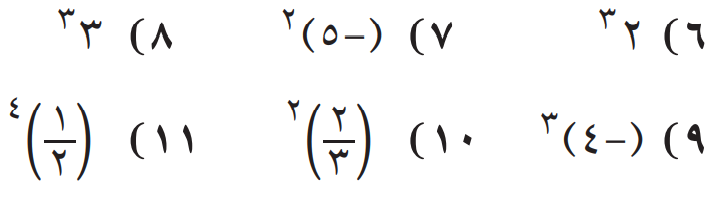 ٦) ٢^٣ ٧) (-٥)^٢ ٨) ٣^٣
٩) (-٤)^٣ ١٠) (٢/٣)^٢ ١١) (١/٢)^٤